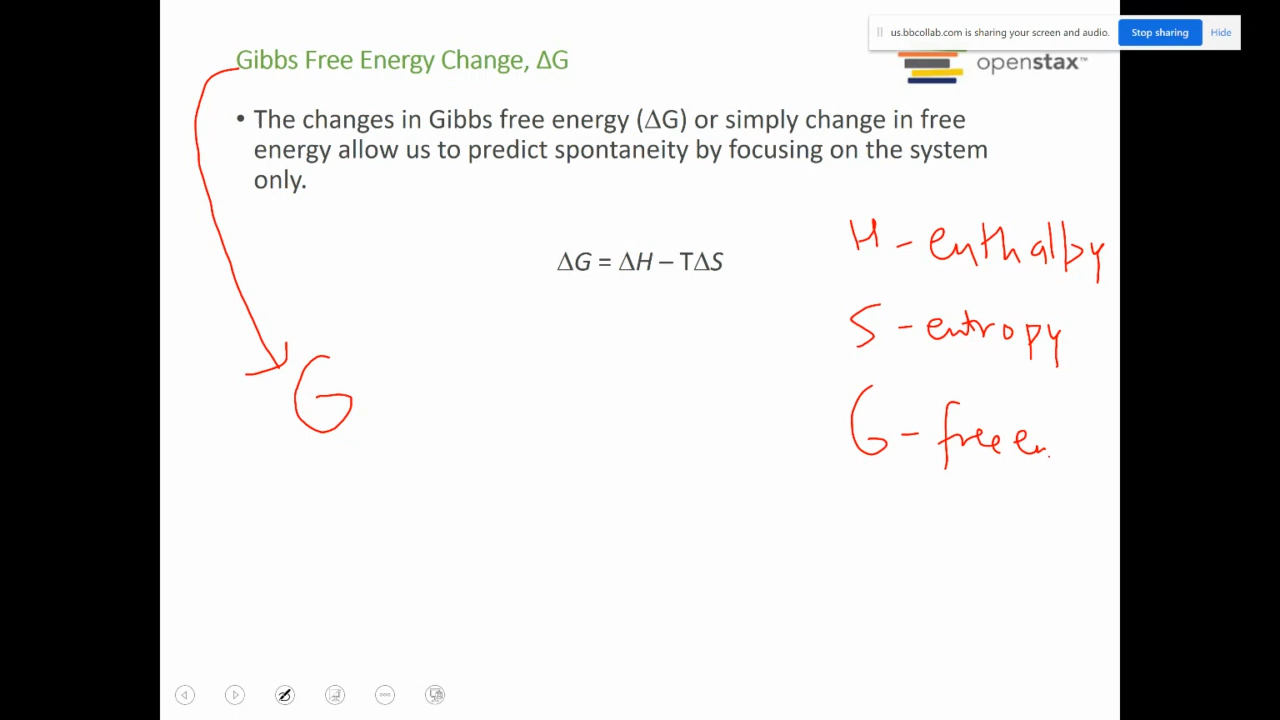 us.bbcollab.com is sharing your screen and audio. Stop sharing Hide
Gibbs Free Energy Change, ΔG
openstax™
• The changes in Gibbs free energy (ΔG) or simply change in free
energy allow us to predict spontaneity by focusing on the system
only.
ΔG = ΔH – TΔS
H - enthalpy
S - entropy
G
G - free en